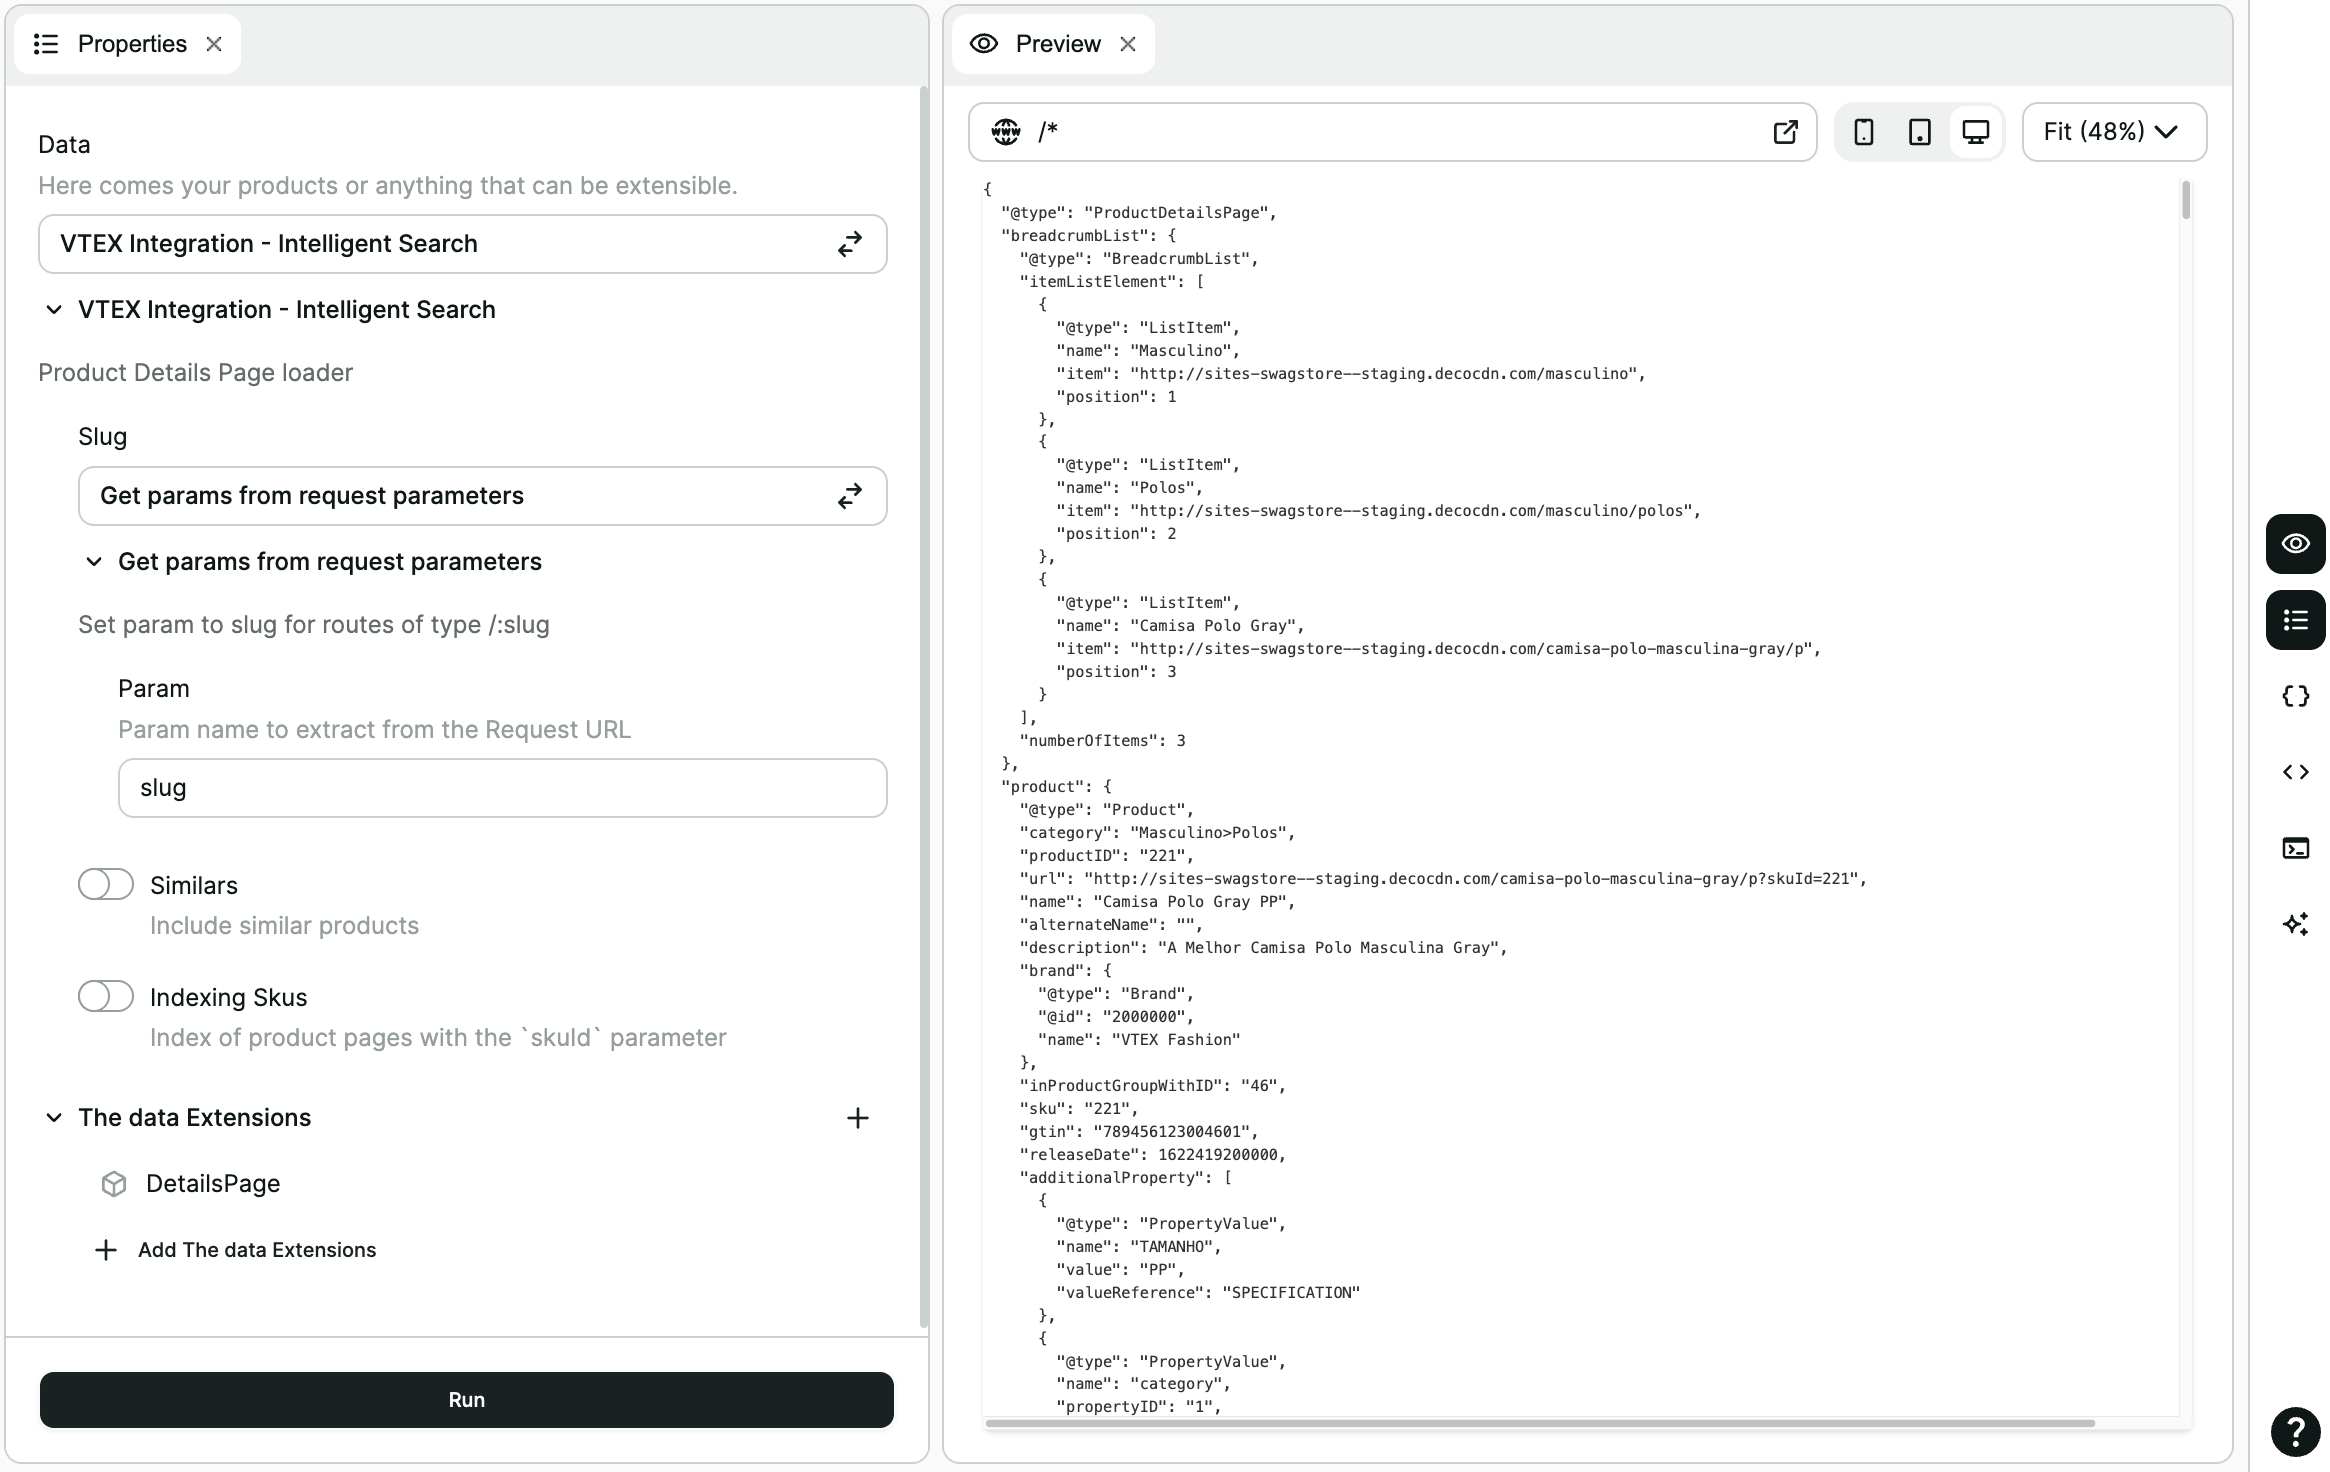 Properties
Data
Here comes your products or anything that can be extensible.
VTEX Integration - Intelligent Search
VTEX Integration - Intelligent Search
Product Details Page loader
Slug
Get params from request parameters
Get params from request parameters
Set param to slug for routes of type /:slug
Param
Param name to extract from the Request URL
slug
Similars
Include similar products
Indexing Skus
Index of product pages with the `skuId` parameter
The data Extensions
DetailsPage
Add The data Extensions
Run
Preview
www /*
Fit (48%)
{
  "@type": "ProductDetailsPage",
  "breadcrumbList": {
    "@type": "BreadcrumbList",
    "itemListElement": [
      {
        "@type": "ListItem",
        "name": "Masculino",
        "item": "http://sites-swagstore--staging.decocdn.com/masculino",
        "position": 1
      },
      {
        "@type": "ListItem",
        "name": "Polos",
        "item": "http://sites-swagstore--staging.decocdn.com/masculino/polos",
        "position": 2
      },
      {
        "@type": "ListItem",
        "name": "Camisa Polo Gray",
        "item": "http://sites-swagstore--staging.decocdn.com/camisa-polo-masculina-gray/p",
        "position": 3
      }
    ],
    "numberOfItems": 3
  },
  "product": {
    "@type": "Product",
    "category": "Masculino>Polos",
    "productID": "221",
    "url": "http://sites-swagstore--staging.decocdn.com/camisa-polo-masculina-gray/p?skuId=221",
    "name": "Camisa Polo Gray PP",
    "alternateName": "",
    "description": "A Melhor Camisa Polo Masculina Gray",
    "brand": {
      "@type": "Brand",
      "@id": "2000000",
      "name": "VTEX Fashion"
    },
    "inProductGroupWithID": "46",
    "sku": "221",
    "gtin": "789456123004601",
    "releaseDate": 1622419200000,
    "additionalProperty": [
      {
        "@type": "PropertyValue",
        "name": "TAMANHO",
        "value": "PP",
        "valueReference": "SPECIFICATION"
      },
      {
        "@type": "PropertyValue",
        "name": "category",
        "propertyID": "1",
?